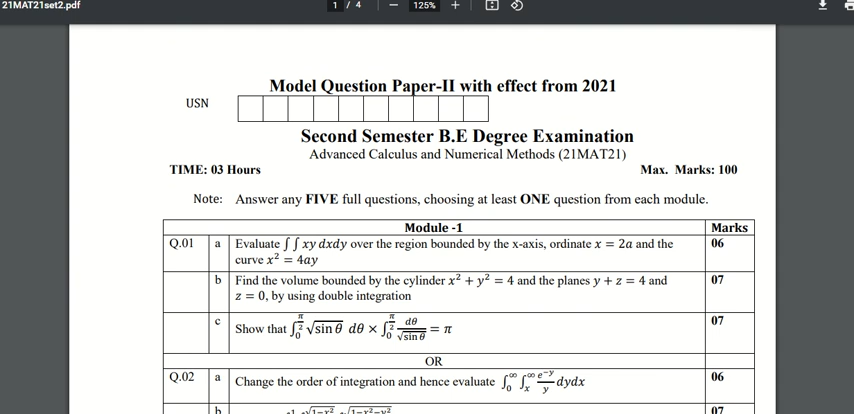 21MAT21set2.pdf
1 / 4 — 125% +
Model Question Paper-II with effect from 2021
USN
Second Semester B.E Degree Examination
Advanced Calculus and Numerical Methods (21MAT21)
TIME: 03 Hours Max. Marks: 100
Note: Answer any FIVE full questions, choosing at least ONE question from each module.
Module -1 Marks
Q.01 a Evaluate ∫ ∫ xy dxdy over the region bounded by the x-axis, ordinate x = 2a and the 06
curve x² = 4ay
b Find the volume bounded by the cylinder x² + y² = 4 and the planes y + z = 4 and 07
z = 0, by using double integration
c Show that ∫₀^(π/2) √sin θ dθ × ∫₀^(π/2) dθ/√sin θ = π 07
OR
Q.02 a Change the order of integration and hence evaluate ∫₀^∞ ∫ₓ^∞ e^(−y)/y dydx 06
b 07